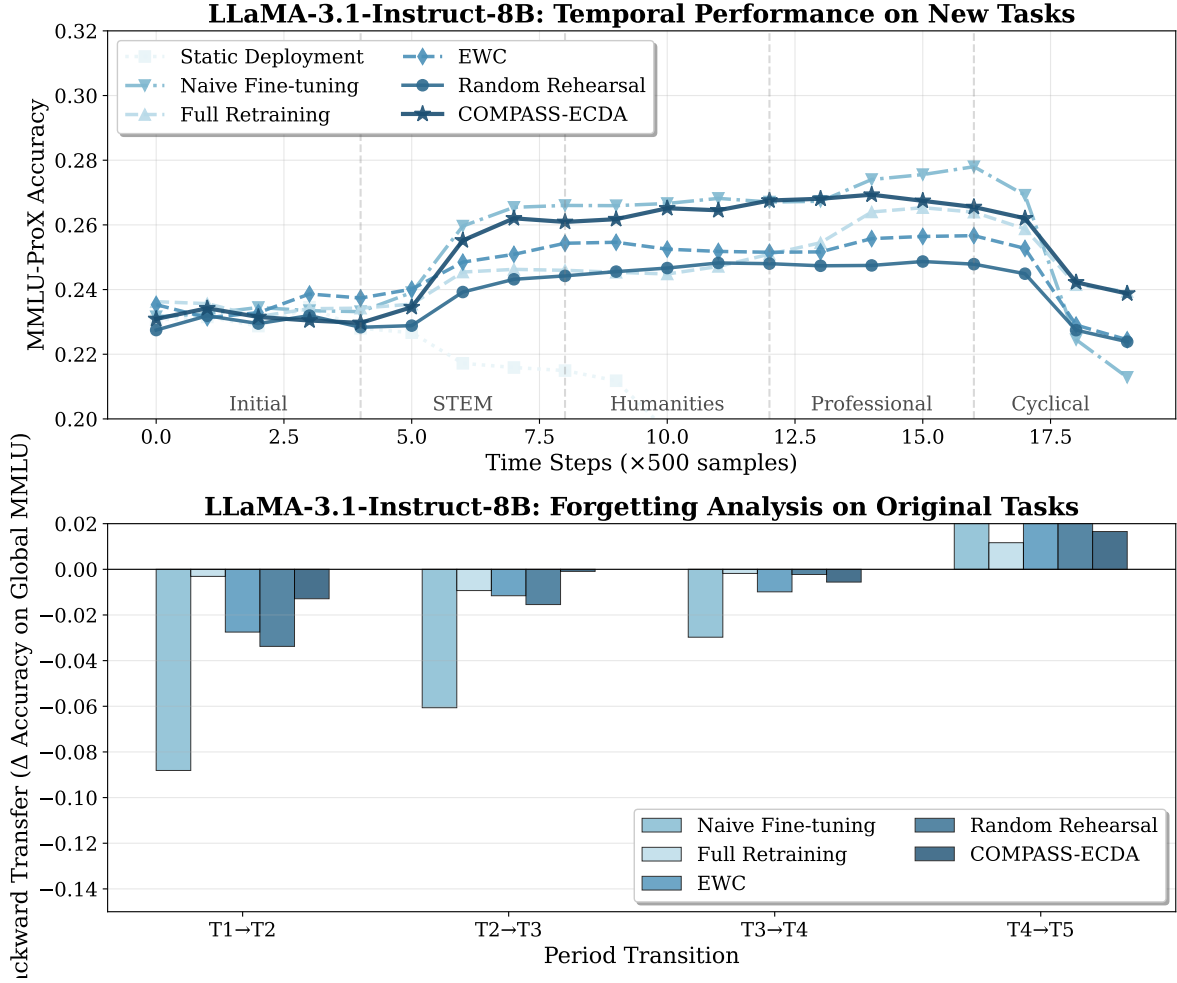 LLaMA-3.1-Instruct-8B: Temporal Performance on New Tasks
MMLU-ProX Accuracy
0.32
0.30
0.28
0.26
0.24
0.22
0.20
Static Deployment
Naive Fine-tuning
Full Retraining
EWC
Random Rehearsal
COMPASS-ECDA
Initial
STEM
Humanities
Professional
Cyclical
0.0
2.5
5.0
7.5
10.0
12.5
15.0
17.5
Time Steps (×500 samples)
LLaMA-3.1-Instruct-8B: Forgetting Analysis on Original Tasks
ackward Transfer (Δ Accuracy on Global MMLU)
0.02
0.00
−0.02
−0.04
−0.06
−0.08
−0.10
−0.12
−0.14
Naive Fine-tuning
Full Retraining
EWC
Random Rehearsal
COMPASS-ECDA
T1→T2
T2→T3
T3→T4
T4→T5
Period Transition